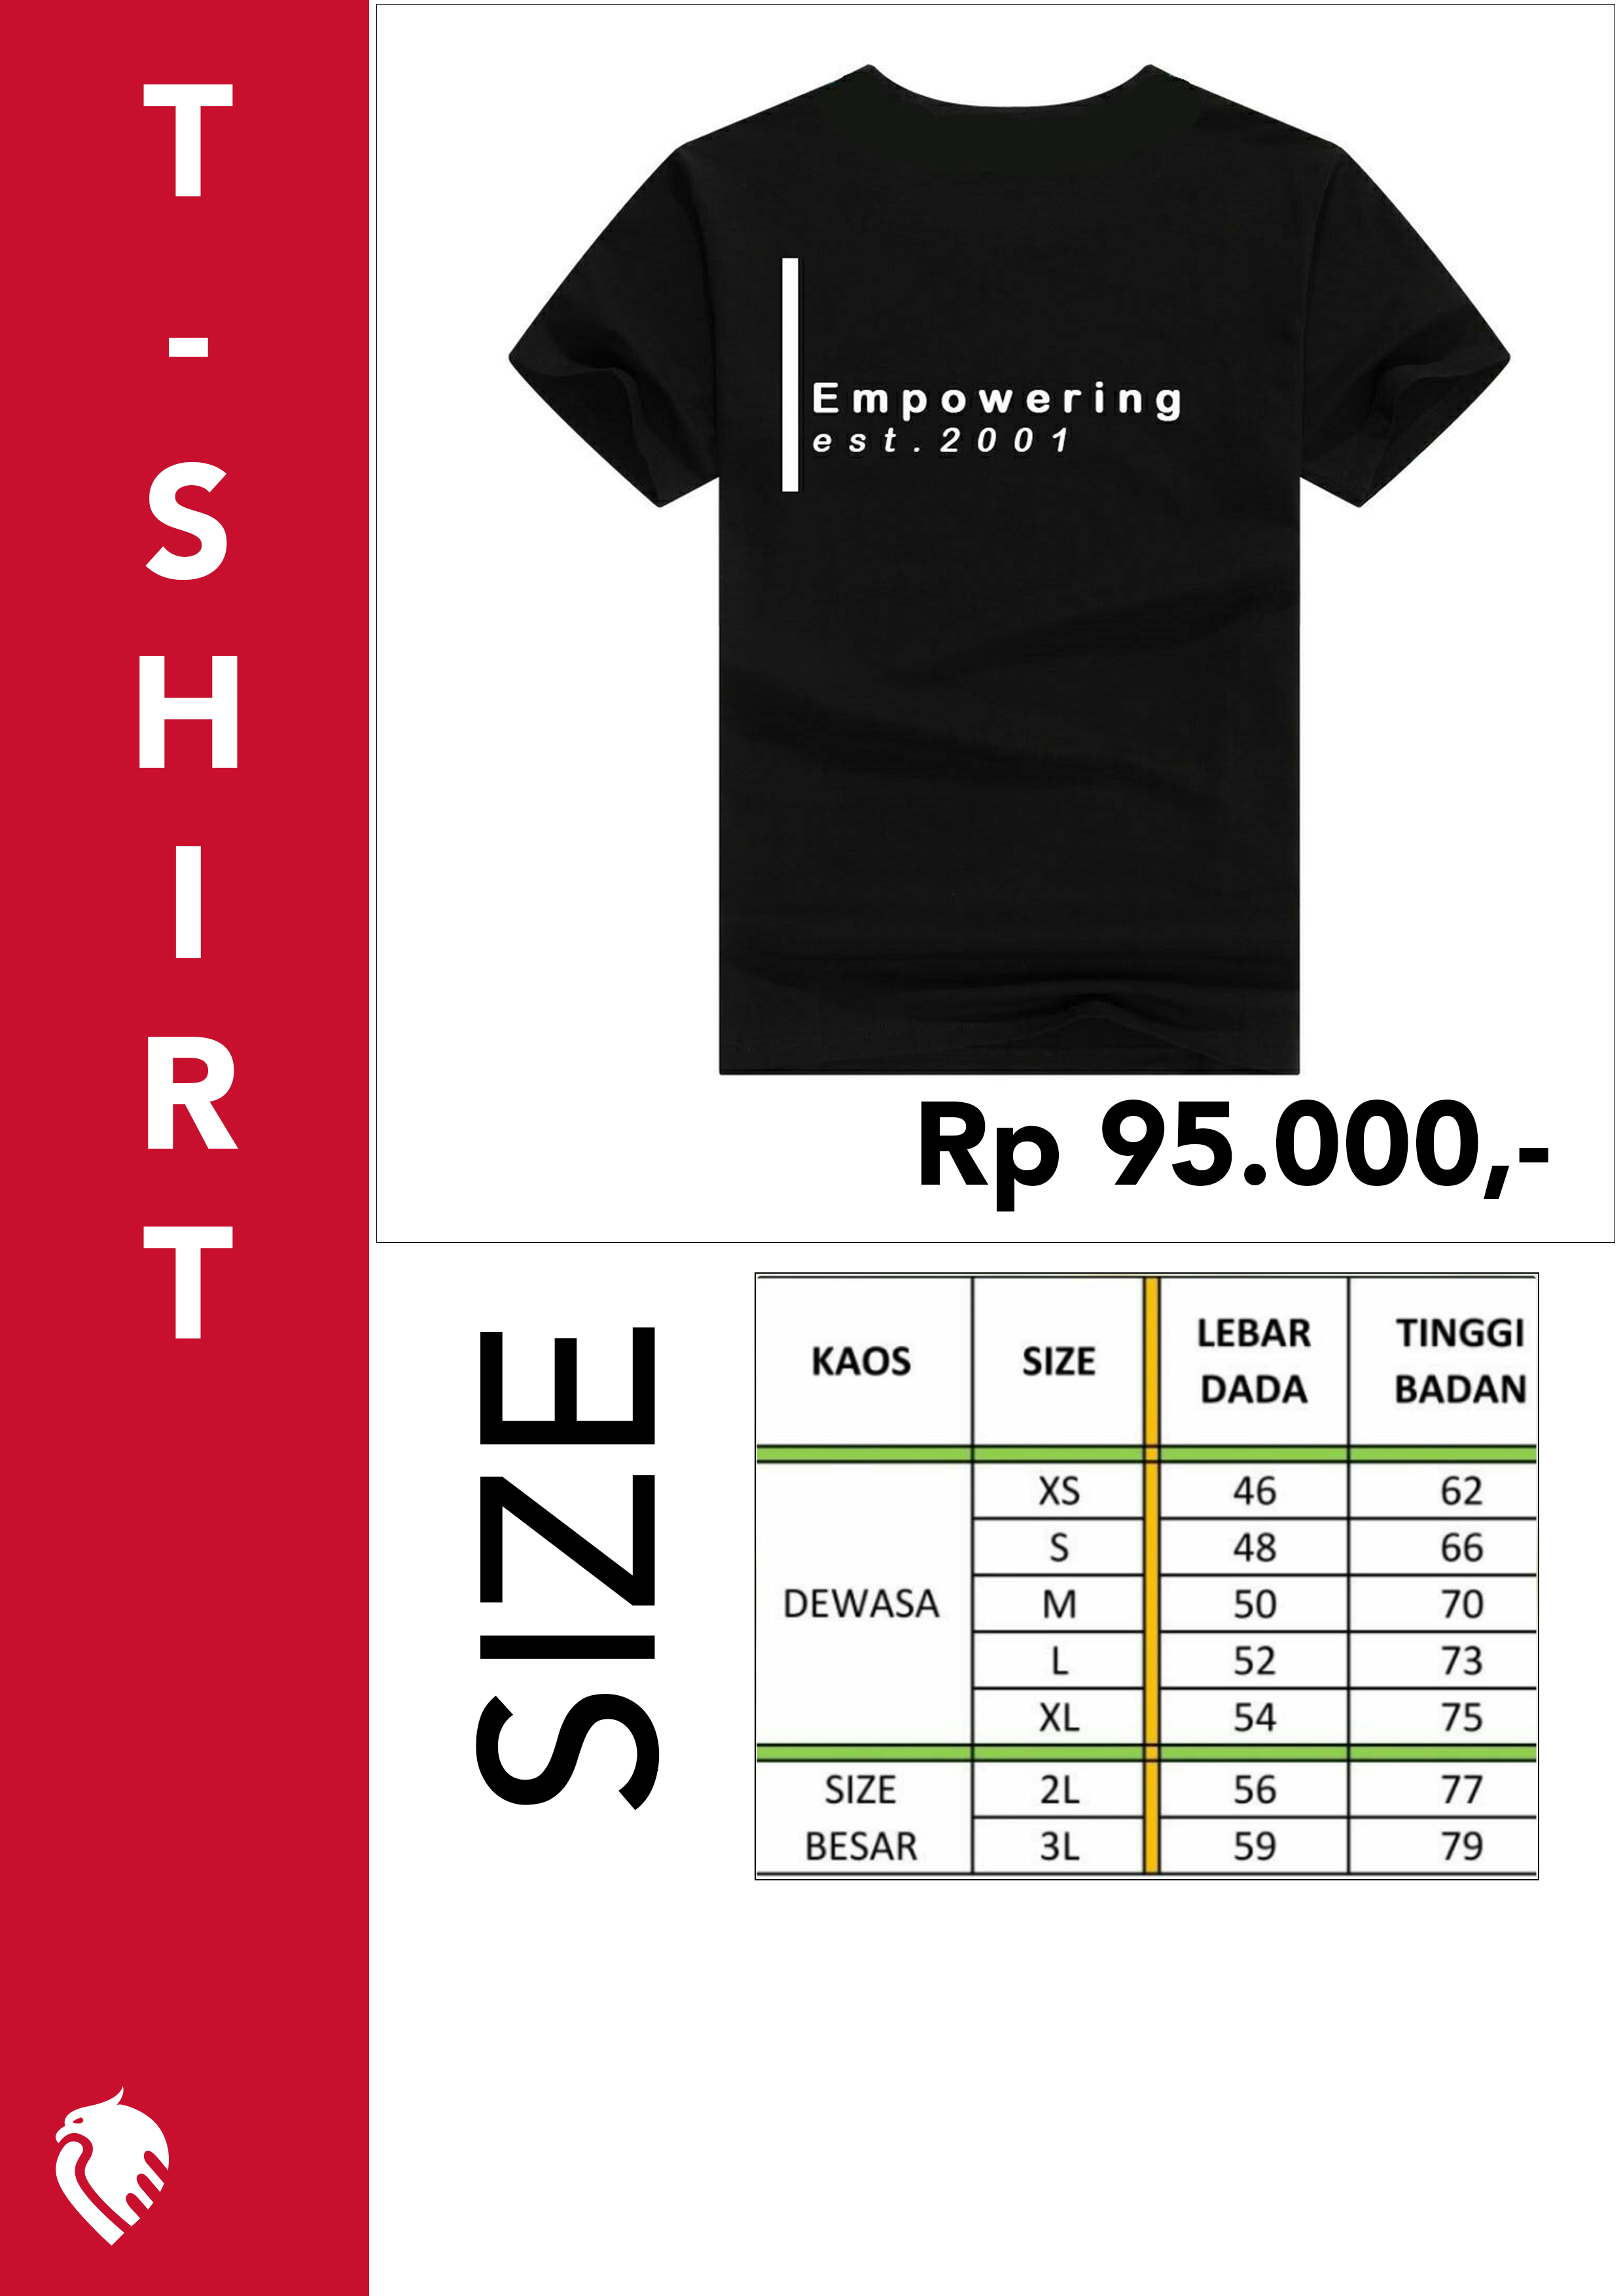 T-SHIRT
Empowering
est.2001
Rp 95.000,-
SIZE
KAOS SIZE LEBAR DADA TINGGI BADAN
DEWASA XS 46 62
S 48 66
M 50 70
L 52 73
XL 54 75
SIZE BESAR 2L 56 77
3L 59 79